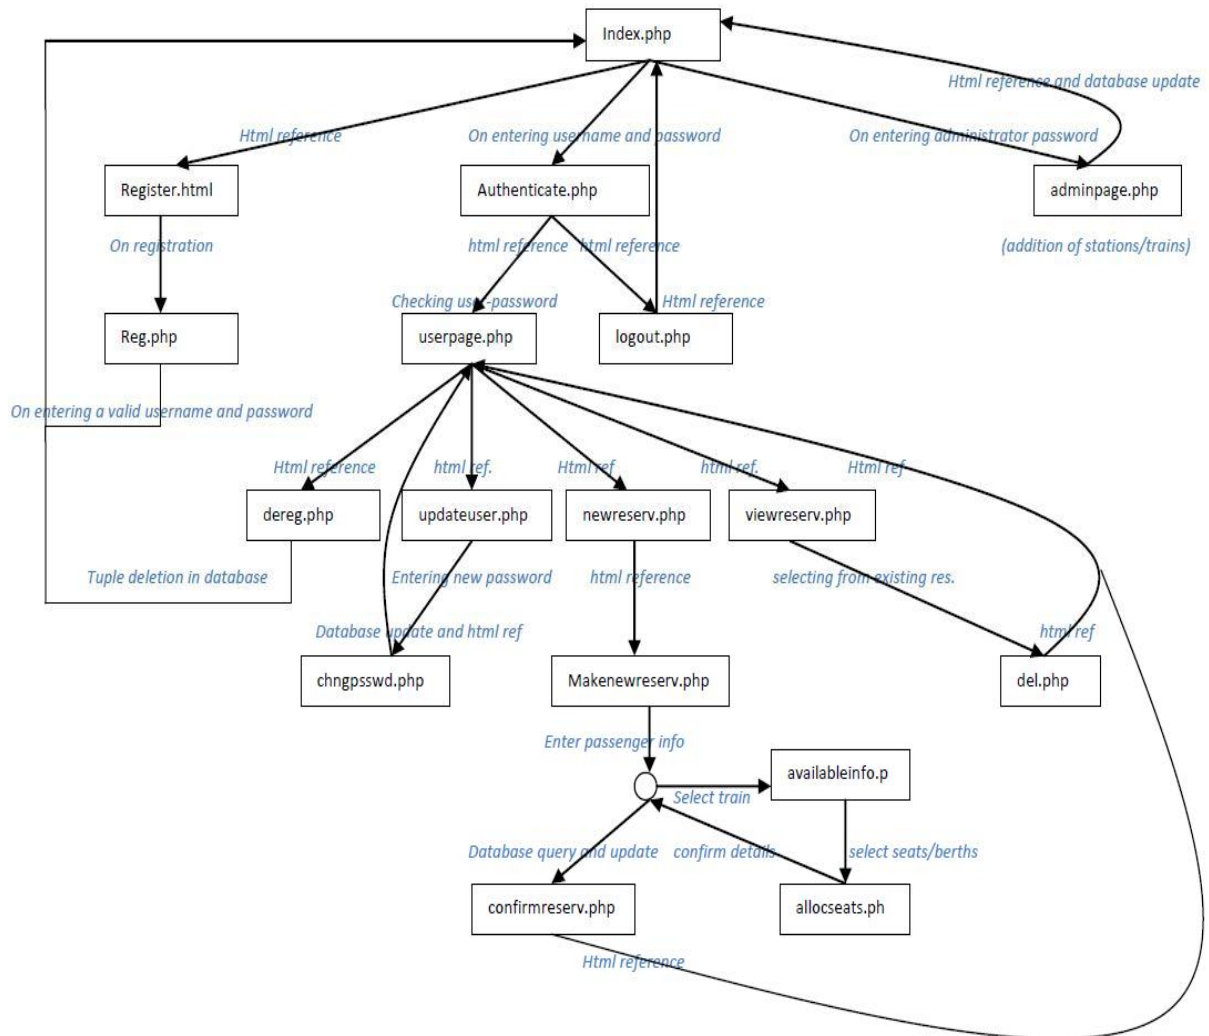 Index.php
Html reference and database update
Html reference
On entering username and password
On entering administrator password
Register.html
Authenticate.php
adminpage.php
On registration
html reference
html reference
(addition of stations/trains)
Checking user-password
Html reference
Reg.php
userpage.php
logout.php
On entering a valid username and password
Html reference
html ref.
Html ref
html ref.
Html ref
dereg.php
updateuser.php
newreserv.php
viewreserv.php
Tuple deletion in database
Entering new password
html reference
selecting from existing res.
Database update and html ref
html ref
chngpsswd.php
Makenewreserv.php
del.php
Enter passenger info
availableinfo.p
Select train
Database query and update
confirm details
select seats/berths
confirmreserv.php
allocseats.ph
Html reference